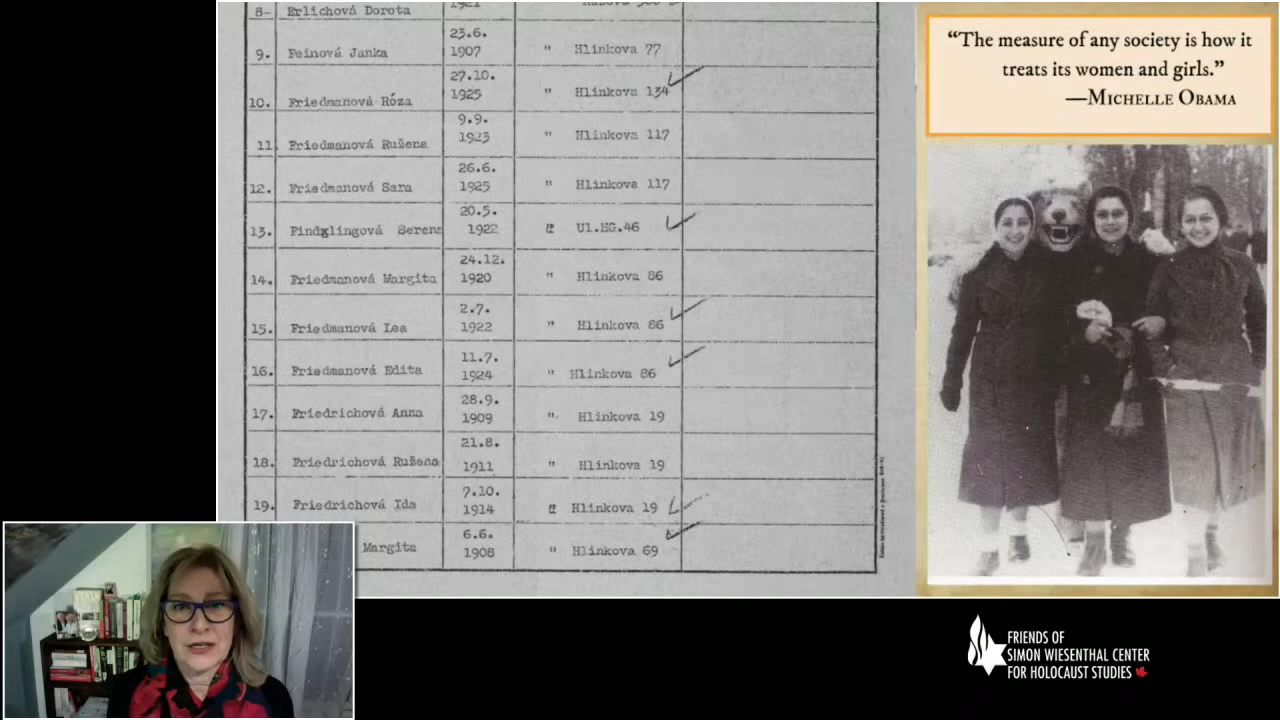 8- Erlichová Dorota 1921
9. Feinová Janka 23.6. 1907 " Hlinkova 77
10. Friedmanová Róza 27.10. 1925 " Hlinkova 134
11. Friedmanová Ružena 9.9. 1923 " Hlinkova 117
12. Friedmanová Sara 26.6. 1925 " Hlinkova 117
13. Findglingová Serena 20.5. 1922 " Ul.HG.46
14. Friedmanová Margita 24.12. 1920 " Hlinkova 86
15. Friedmanová Lea 2.7. 1922 " Hlinkova 86
16. Friedmanová Edita 11.7. 1924 " Hlinkova 86
17. Friedrichová Anna 28.9. 1909 " Hlinkova 19
18. Friedrichová Ružena 21.8. 1911 " Hlinkova 19
19. Friedrichová Ida 7.10. 1914 " Hlinkova 19
Margita 6.6. 1908 " Hlinkova 69
“The measure of any society is how it
treats its women and girls.”
—Michelle Obama
FRIENDS OF
SIMON WIESENTHAL CENTER
FOR HOLOCAUST STUDIES